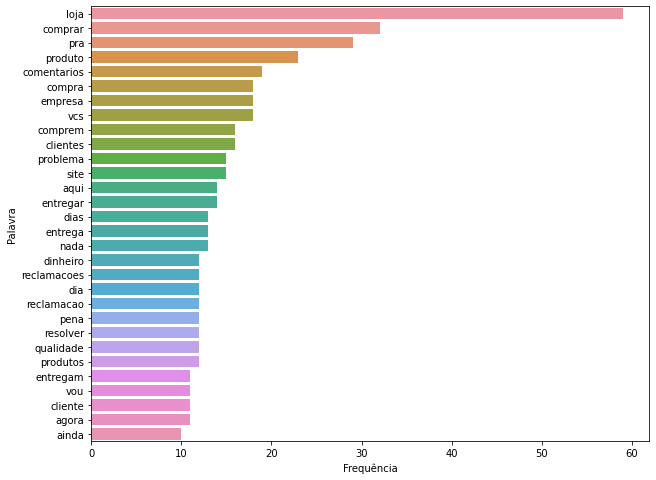 loja
comprar
pra
produto
comentarios
compra
empresa
vcs
comprem
clientes
problema
site
aqui
entregar
dias
entrega
nada
dinheiro
reclamacoes
dia
reclamacao
pena
resolver
qualidade
produtos
entregam
vou
cliente
agora
ainda
Palavra
0 10 20 30 40 50 60
Frequência